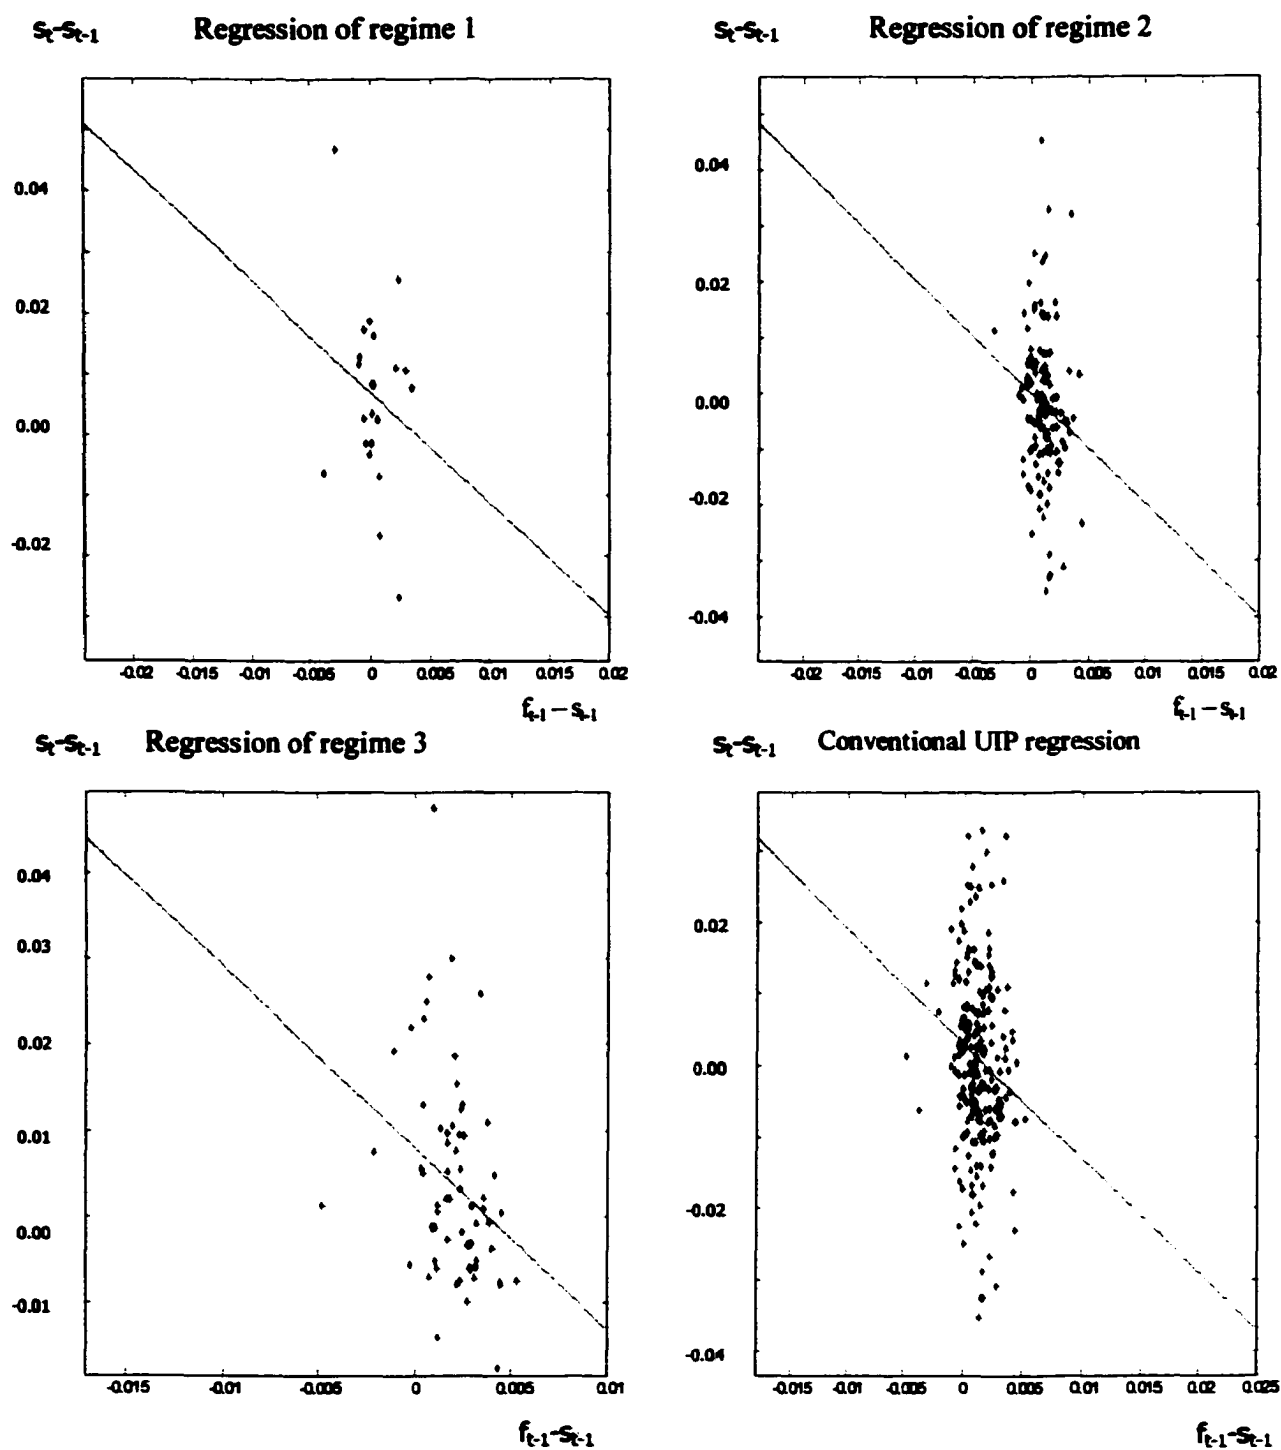 sₜ-sₜ₋₁ Regression of regime 1
0.04
0.02
0.00
-0.02
-0.02 -0.015 -0.01 -0.005 0 0.005 0.01 0.015 0.02
fₜ₋₁ – sₜ₋₁
sₜ-sₜ₋₁ Regression of regime 2
0.04
0.02
0.00
-0.02
-0.04
-0.02 -0.015 -0.01 -0.005 0 0.005 0.01 0.015 0.02
fₜ₋₁ – sₜ₋₁
sₜ-sₜ₋₁ Regression of regime 3
0.04
0.03
0.02
0.01
0.00
-0.01
-0.015 -0.01 -0.005 0 0.005 0.01
fₜ₋₁-sₜ₋₁
sₜ-sₜ₋₁ Conventional UIP regression
0.02
0.00
-0.02
-0.04
-0.015 -0.01 -0.005 0 0.005 0.01 0.015 0.02 0.025
fₜ₋₁-sₜ₋₁